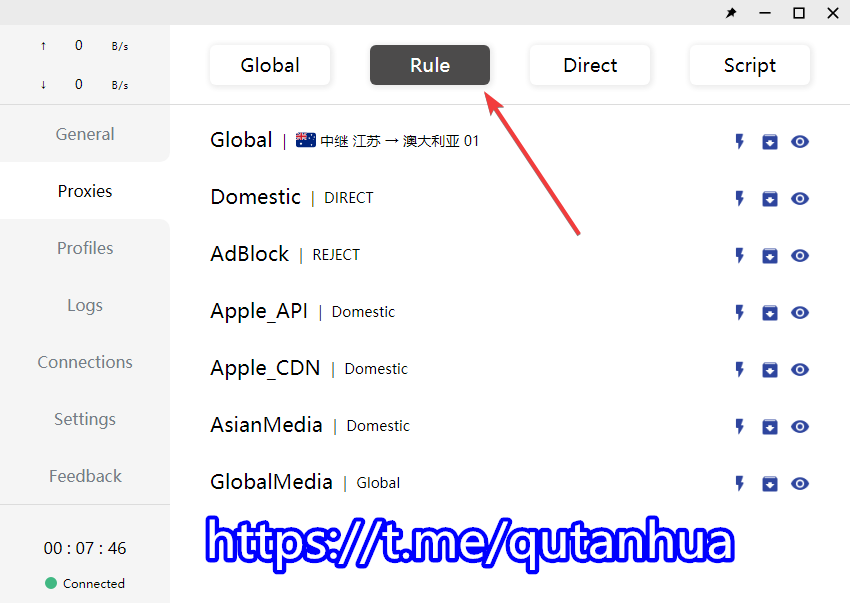 ↑ 0 B/s
↓ 0 B/s
Global Rule Direct Script
General
Proxies
Profiles
Logs
Connections
Settings
Feedback
00 : 07 : 46
Connected
Global | 中继 江苏 → 澳大利亚 01
Domestic | DIRECT
AdBlock | REJECT
Apple_API | Domestic
Apple_CDN | Domestic
AsianMedia | Domestic
GlobalMedia | Global
https://t.me/qutanhua